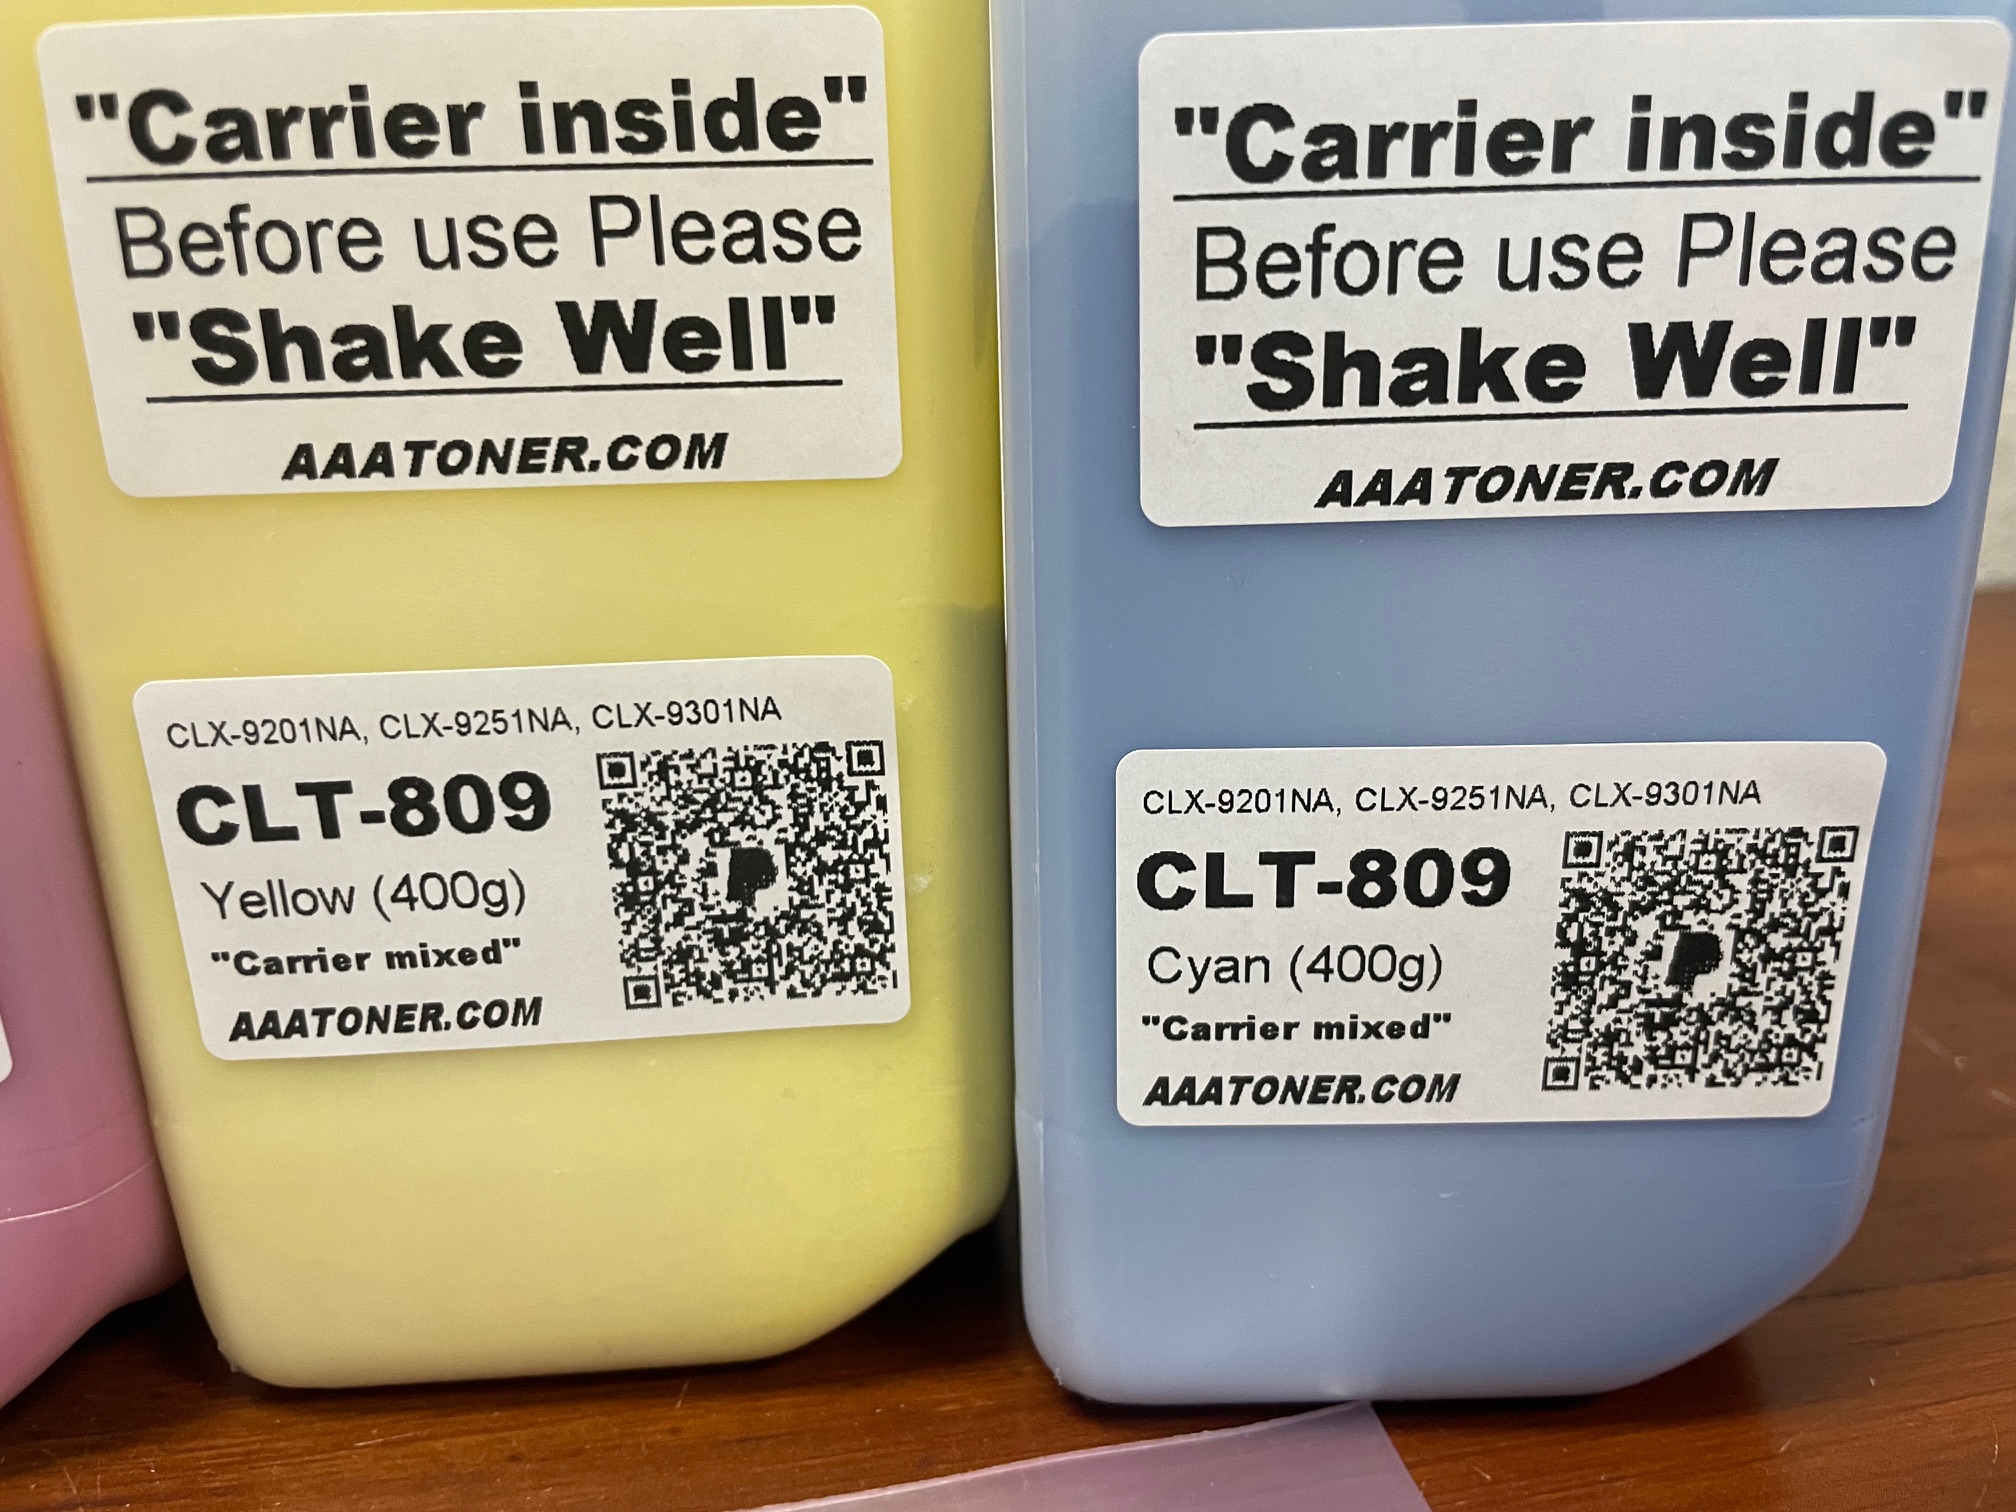 "Carrier inside"
Before use Please
"Shake Well"
AAATONER.COM
CLX-9201NA, CLX-9251NA, CLX-9301NA
CLT-809
Yellow (400g)
"Carrier mixed"
AAATONER.COM
"Carrier inside"
Before use Please
"Shake Well"
AAATONER.COM
CLX-9201NA, CLX-9251NA, CLX-9301NA
CLT-809
Cyan (400g)
"Carrier mixed"
AAATONER.COM